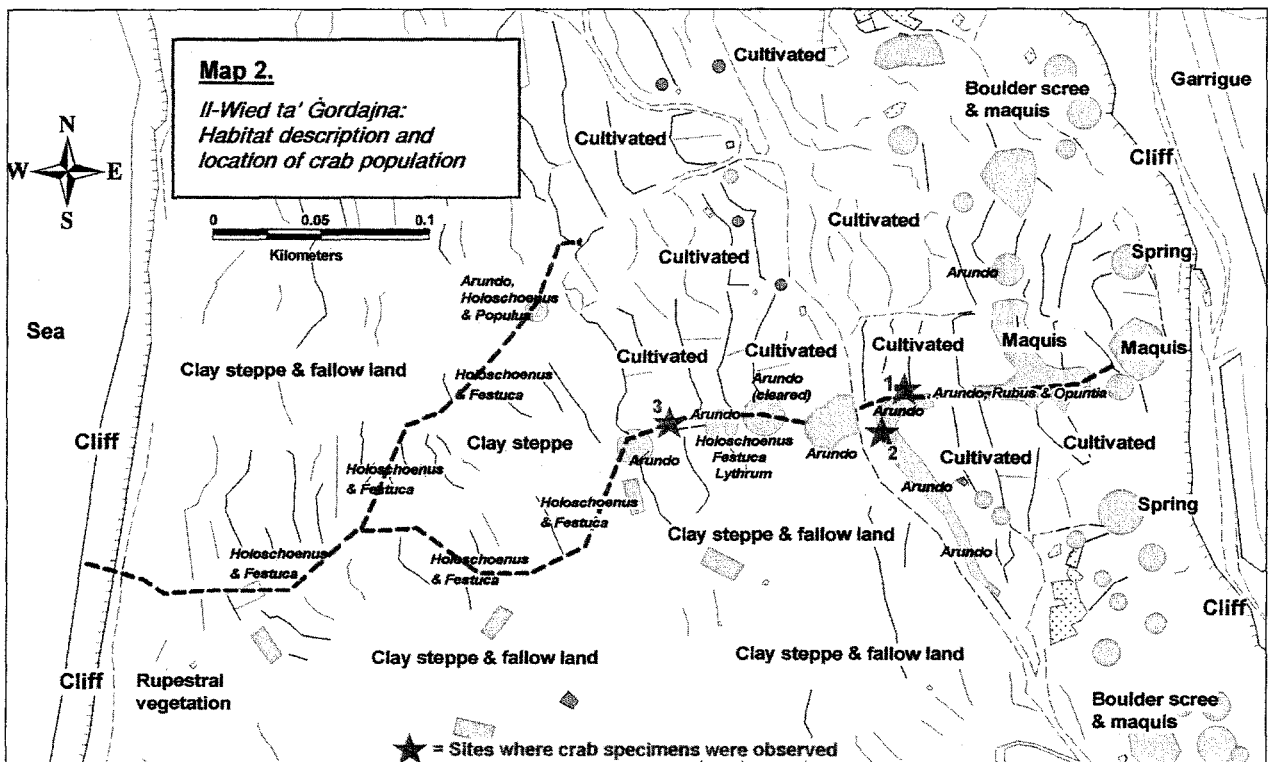 Map 2.
Il-Wied ta' Ġordajna:
Habitat description and
location of crab population
N
W
E
S
0
0.05
0.1
Kilometers
Cultivated
Boulder scree
& maquis
Garrigue
Cultivated
Cliff
Cultivated
Cultivated
Spring
Arundo
Arundo,
Holoschoenus
& Populus
Sea
Cultivated
Cultivated
Cultivated
Maquis
Maquis
Clay steppe & fallow land
Holoschoenus
& Festuca
Arundo
(cleared)
1
Arundo, Rubus & Opuntia
3
Arundo
Arundo
2
Cliff
Clay steppe
Holoschoenus
Festuca
Lythrum
Arundo
Arundo
Cultivated
Cultivated
Holoschoenus
& Festuca
Arundo
Holoschoenus
& Festuca
Spring
Clay steppe & fallow land
Holoschoenus
& Festuca
Holoschoenus
& Festuca
Arundo
Cliff
Clay steppe & fallow land
Clay steppe & fallow land
Cliff
Rupestral
vegetation
Boulder scree
& maquis
= Sites where crab specimens were observed